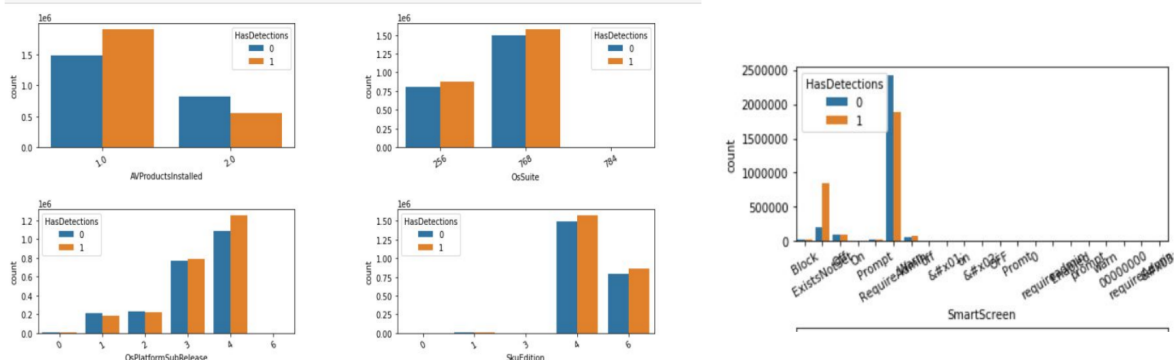 1e6
HasDetections
0
1
count
1.5
1.0
0.5
0.0
1.0
2.0
AVProductsInstalled
1e6
HasDetections
0
1
count
1.50
1.25
1.00
0.75
0.50
0.25
0.00
256
768
784
OsSuite
1e6
HasDetections
0
1
count
1.2
1.0
0.8
0.6
0.4
0.2
0.0
0
1
2
3
4
6
OsPlatformSubRelease
1e6
HasDetections
0
1
count
1.50
1.25
1.00
0.75
0.50
0.25
0.00
0
1
3
4
6
SkuEdition
HasDetections
0
1
count
2500000
2000000
1500000
1000000
500000
0
Block
ExistsNotSet
On
Prompt
RequireAdmin
off
&#x01;
on
&#x02;
OFF
Promt
0
requireadmin
prompt
warn
00000000
SmartScreen